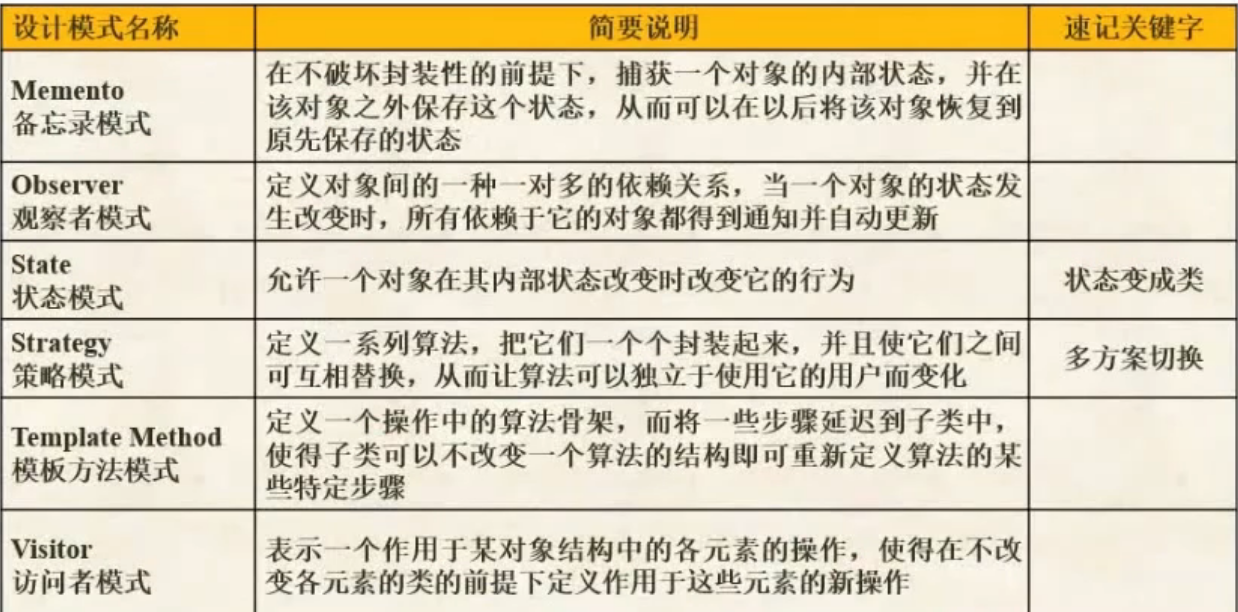 设计模式名称 简要说明 速记关键字
Memento
备忘录模式
在不破坏封装性的前提下，捕获一个对象的内部状态，并在
该对象之外保存这个状态，从而可以在以后将该对象恢复到
原先保存的状态
Observer
观察者模式
定义对象间的一种一对多的依赖关系，当一个对象的状态发
生改变时，所有依赖于它的对象都得到通知并自动更新
State
状态模式
允许一个对象在其内部状态改变时改变它的行为
状态变成类
Strategy
策略模式
定义一系列算法，把它们一个个封装起来，并且使它们之间
可互相替换，从而让算法可以独立于使用它的用户而变化
多方案切换
Template Method
模板方法模式
定义一个操作中的算法骨架，而将一些步骤延迟到子类中，
使得子类可以不改变一个算法的结构即可重新定义算法的某
些特定步骤
Visitor
访问者模式
表示一个作用于某对象结构中的各元素的操作，使得在不改
变各元素的类的前提下定义作用于这些元素的新操作